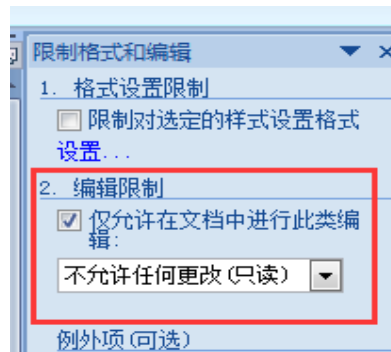 限制格式和编辑
1. 格式设置限制
限制对选定的样式设置格式
设置...
2. 编辑限制
仅允许在文档中进行此类编
辑:
不允许任何更改(只读)
例外项(可选)